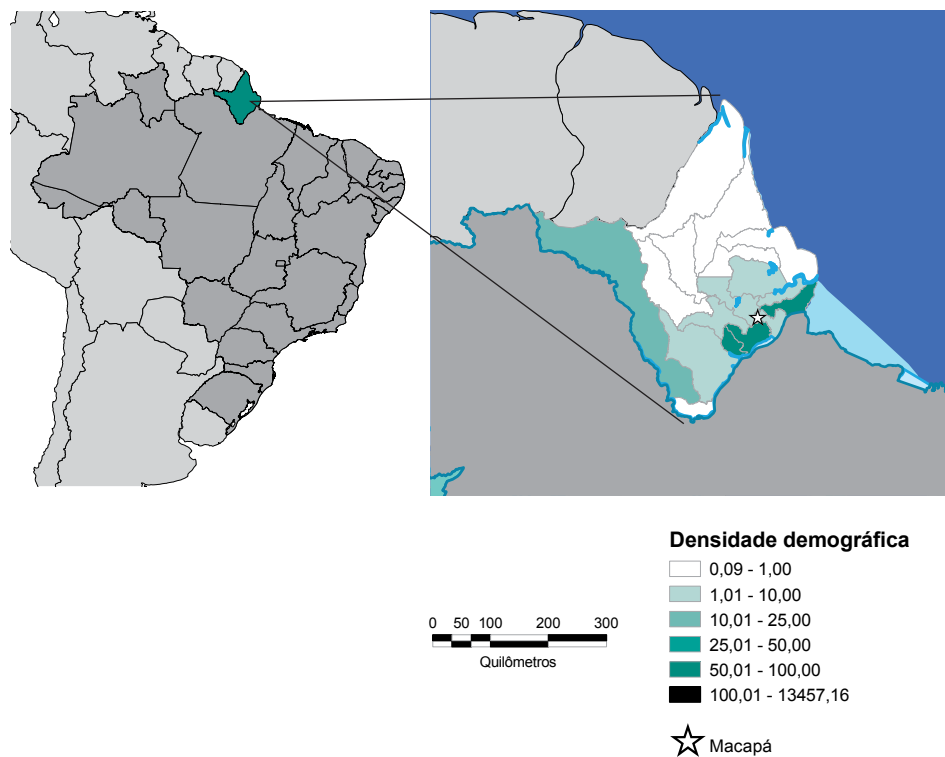 Densidade demográfica
0,09 - 1,00
1,01 - 10,00
10,01 - 25,00
25,01 - 50,00
50,01 - 100,00
100,01 - 13457,16
Macapá
0 50 100 200 300
Quilômetros